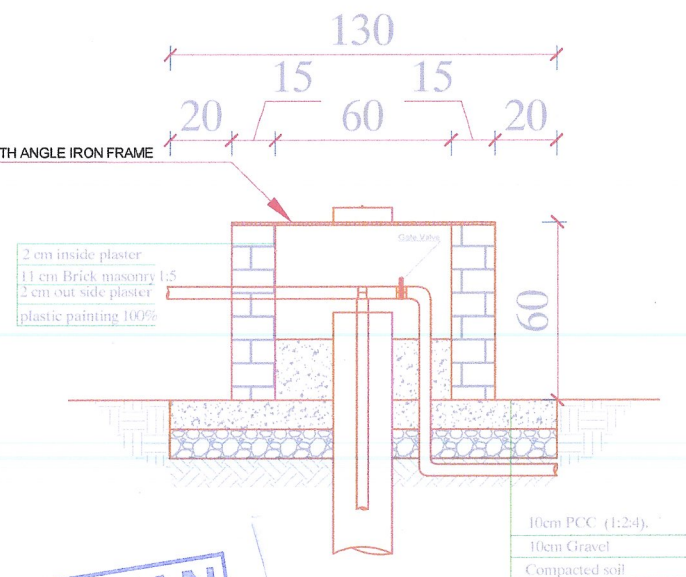 130
15
15
20
60
20
TH ANGLE IRON FRAME
Gate Valve
2 cm inside plaster
11 cm Brick masonry 1:5
2 cm out side plaster
plastic painting 100%
60
10cm PCC (1:2:4).
10cm Gravel
Compacted soil